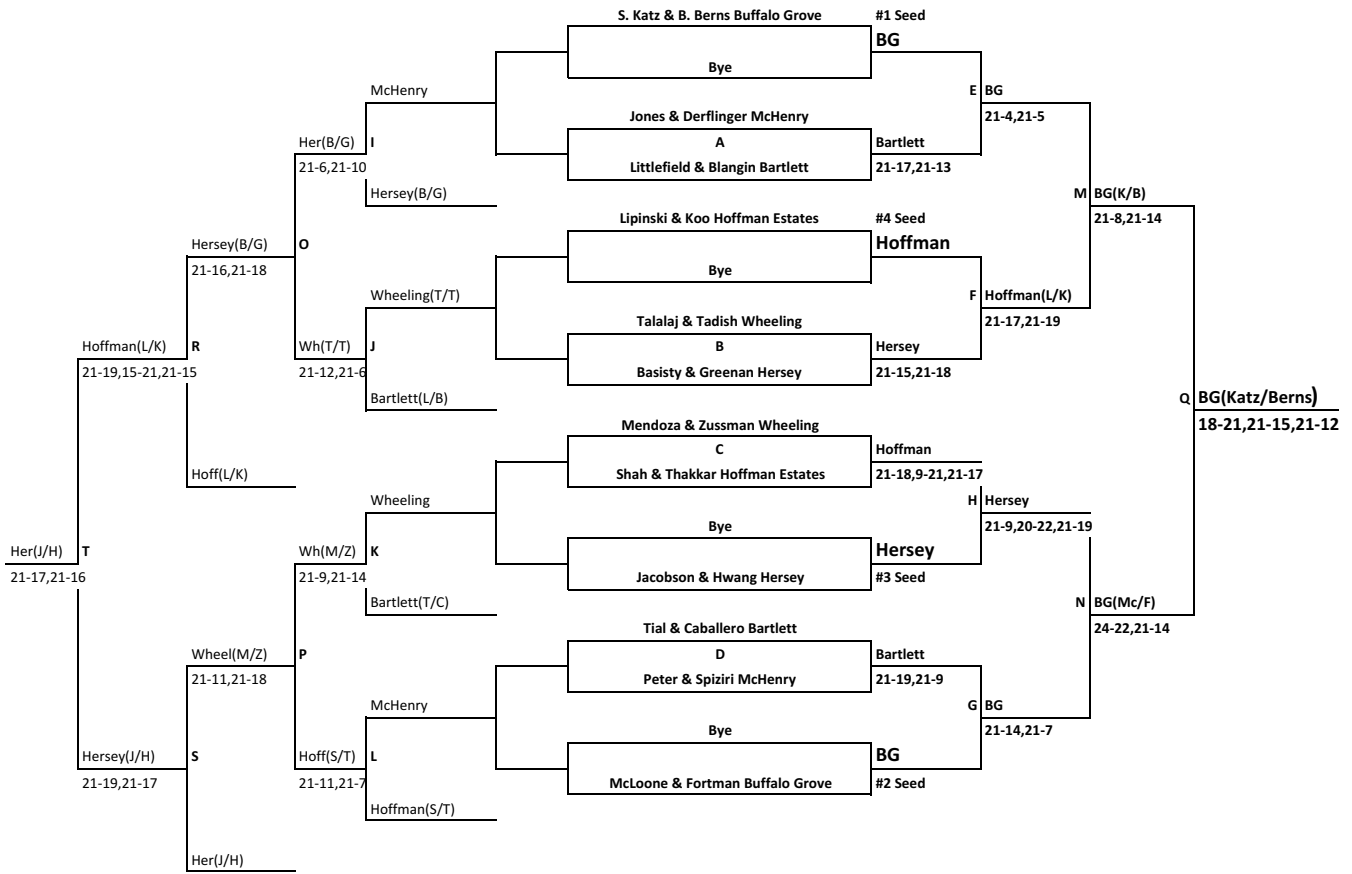 S. Katz & B. Berns Buffalo Grove #1 Seed
BG
Bye
McHenry
E BG
Jones & Derflinger McHenry
21-4,21-5
Her(B/G) I
A
Bartlett
21-6,21-10
Littlefield & Blangin Bartlett
21-17,21-13
Hersey(B/G)
M BG(K/B)
Lipinski & Koo Hoffman Estates #4 Seed
21-8,21-14
Hersey(B/G) O
Hoffman
21-16,21-18
Bye
Wheeling(T/T)
F Hoffman(L/K)
Talalaj & Tadish Wheeling
21-17,21-19
Hoffman(L/K) R
Wh(T/T) J
B
Hersey
21-19,15-21,21-15
21-12,21-6
Basisty & Greenan Hersey
21-15,21-18
Bartlett(L/B)
Q BG(Katz/Berns)
Mendoza & Zussman Wheeling
18-21,21-15,21-12
C
Hoffman
Hoff(L/K)
Shah & Thakkar Hoffman Estates
21-18,9-21,21-17
Wheeling
H Hersey
Bye
21-9,20-22,21-19
Her(J/H) T
Wh(M/Z) K
Hersey
21-17,21-16
21-9,21-14
Jacobson & Hwang Hersey
#3 Seed
Bartlett(T/C)
N BG(Mc/F)
Tial & Caballero Bartlett
24-22,21-14
Wheel(M/Z) P
D
Bartlett
21-11,21-18
Peter & Spiziri McHenry
21-19,21-9
McHenry
G BG
Bye
21-14,21-7
Hersey(J/H) S
Hoff(S/T) L
BG
21-19,21-17
21-11,21-7
McLoone & Fortman Buffalo Grove
#2 Seed
Hoffman(S/T)
Her(J/H)